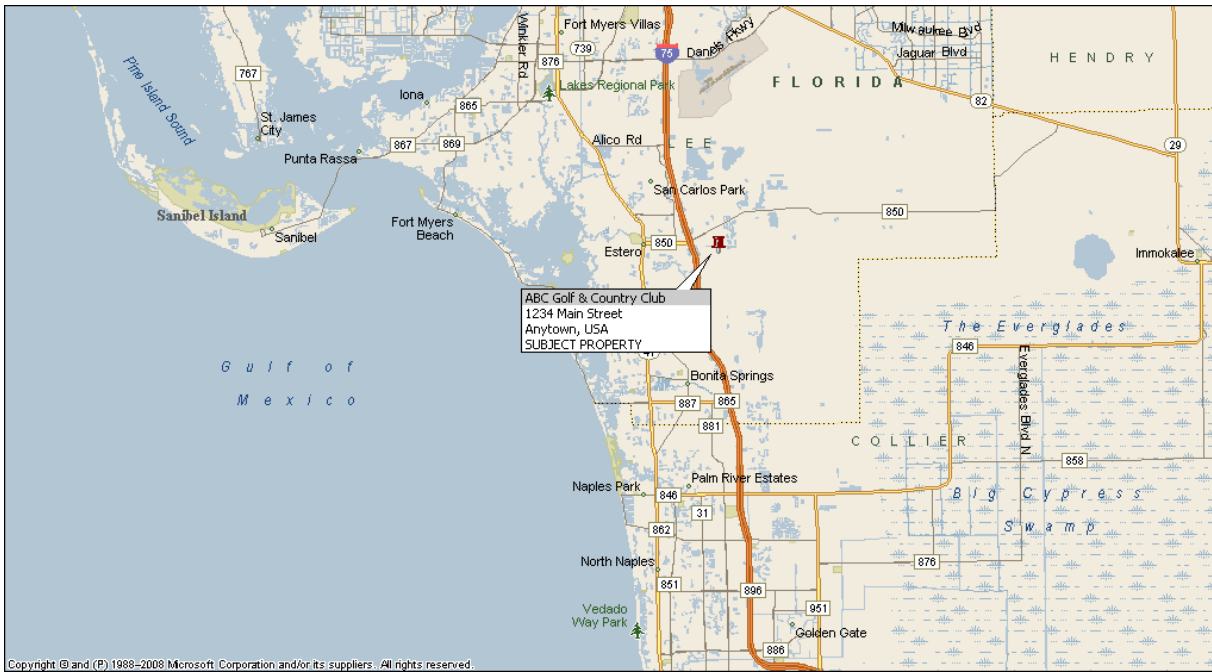 Fort Myers Villas
Winkler Rd
739
75
Daniels Pkwy
Milwaukee Blvd
Jaguar Blvd
HENDRY
767
876
Lakes Regional Park
FLORIDA
Pine Island Sound
Iona
865
82
St. James
City
867
869
Alico Rd
LEE
29
Punta Rassa
San Carlos Park
Sanibel Island
Sanibel
Fort Myers
Beach
850
Estero
850
Immokalee
ABC Golf & Country Club
1234 Main Street
Anytown, USA
SUBJECT PROPERTY
The Everglades
846
Everglades Blvd N
Gulf of
Mexico
Bonita Springs
887
865
881
COLLIER
858
Palm River Estates
Naples Park
846
Big Cypress
Swamp
31
862
North Naples
876
851
896
951
Vedado
Way Park
Golden Gate
886
Copyright © and (P) 1988–2008 Microsoft Corporation and/or its suppliers. All rights reserved.